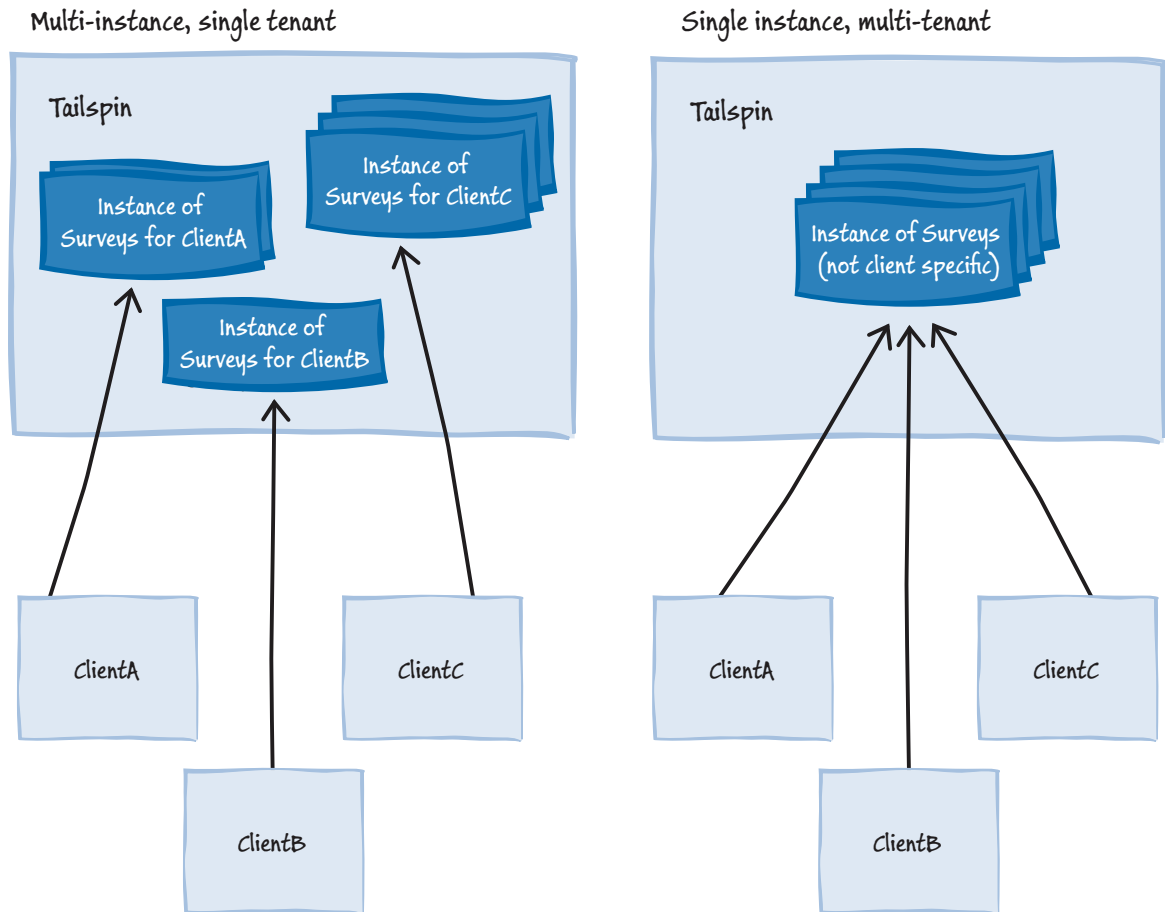 Multi-instance, single tenant
Tailspin
Instance of
Surveys for ClientA
Instance of
Surveys for ClientC
Instance of
Surveys for ClientB
ClientA
ClientC
ClientB
Single instance, multi-tenant
Tailspin
Instance of Surveys
(not client specific)
ClientA
ClientC
ClientB